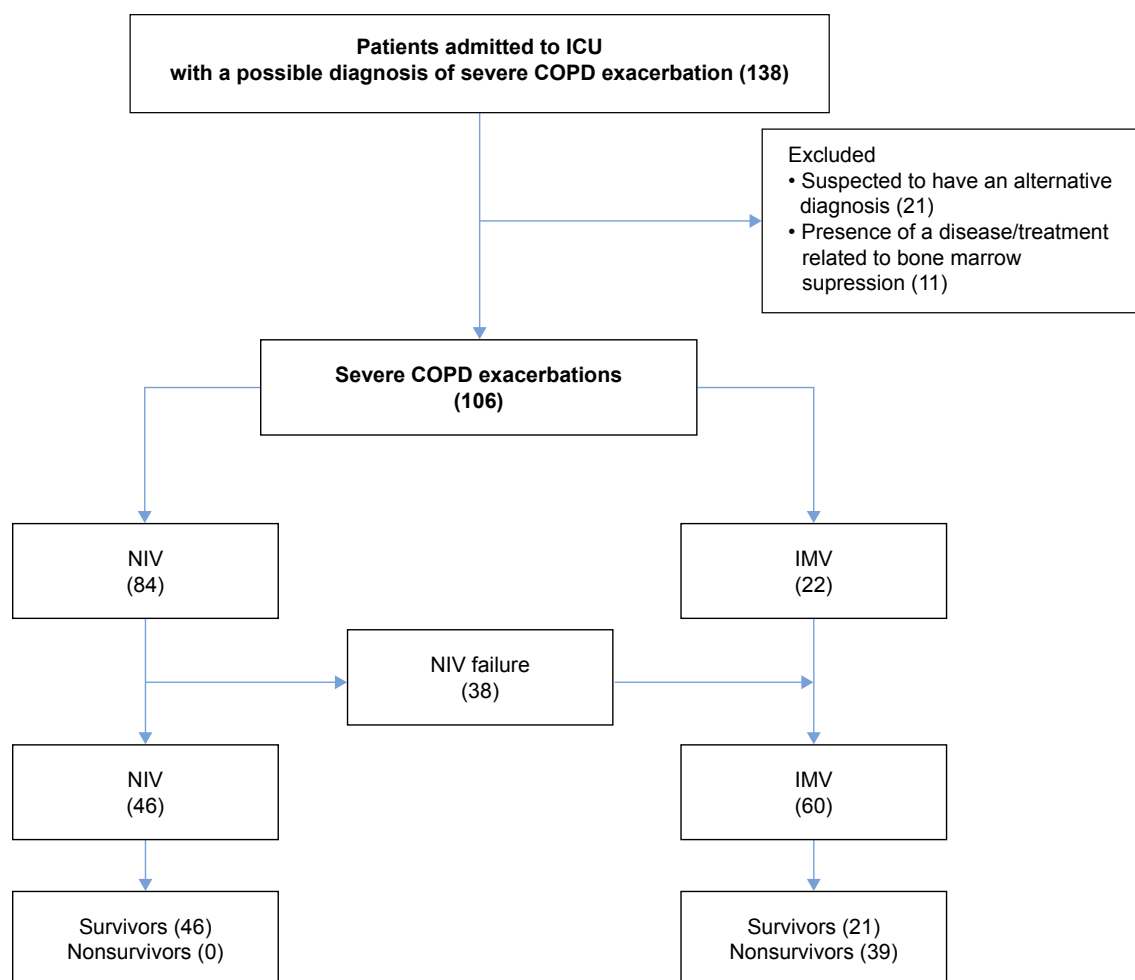 Patients admitted to ICU
with a possible diagnosis of severe COPD exacerbation (138)
Excluded
• Suspected to have an alternative
diagnosis (21)
• Presence of a disease/treatment
related to bone marrow
supression (11)
Severe COPD exacerbations
(106)
NIV
(84)
IMV
(22)
NIV failure
(38)
NIV
(46)
IMV
(60)
Survivors (46)
Nonsurvivors (0)
Survivors (21)
Nonsurvivors (39)